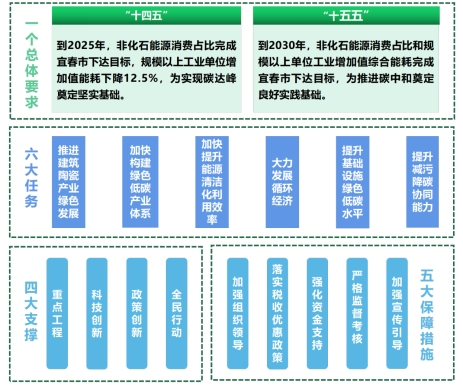 一个总体要求
“十四五”
到2025年，非化石能源消费占比完成
宜春市下达目标，规模以上工业单位增
加值能耗下降12.5%，为实现碳达峰
奠定坚实基础。
“十五五”
到2030年，非化石能源消费占比和规
模以上单位工业增加值综合能耗完成
宜春市下达目标，为推进碳中和奠定
良好实践基础。
六大任务
推进
建筑
陶瓷
产业
绿色
发展
加快
构建
绿色
低碳
产业
体系
加快
提升
能源
清洁
化利
用效
率
大力
发展
循环
经济
提升
基础
设施
绿色
低碳
水平
提升
减污
降碳
协同
能力
四大支撑
重点工程
科技创新
政策创新
全民行动
加强组织领导
落实税收优惠政策
强化资金支持
严格监督考核
加强宣传引导
五大保障措施